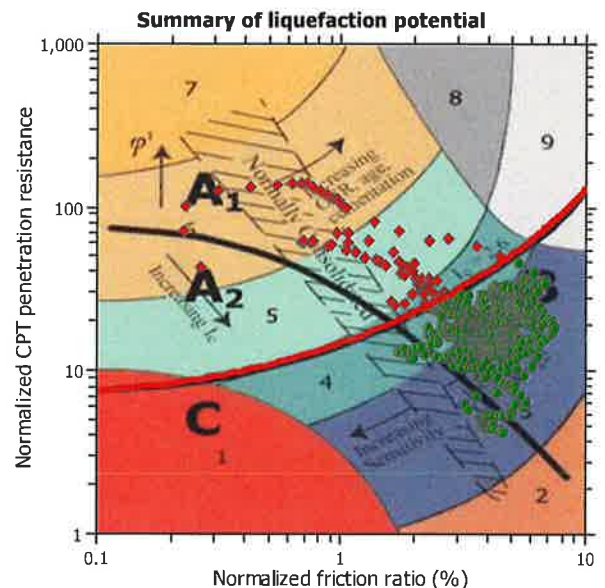 Summary of liquefaction potential
Normalized CPT penetration resistance
1,000
100
10
1
7
8
9
φ'
A1
Increasing
OCR, age,
cementation
Normally Consolidated
A2
Increasing Ic
5
B
4
C
1
Increasing
Sensitivity
3
2
0.1
1
10
Normalized friction ratio (%)